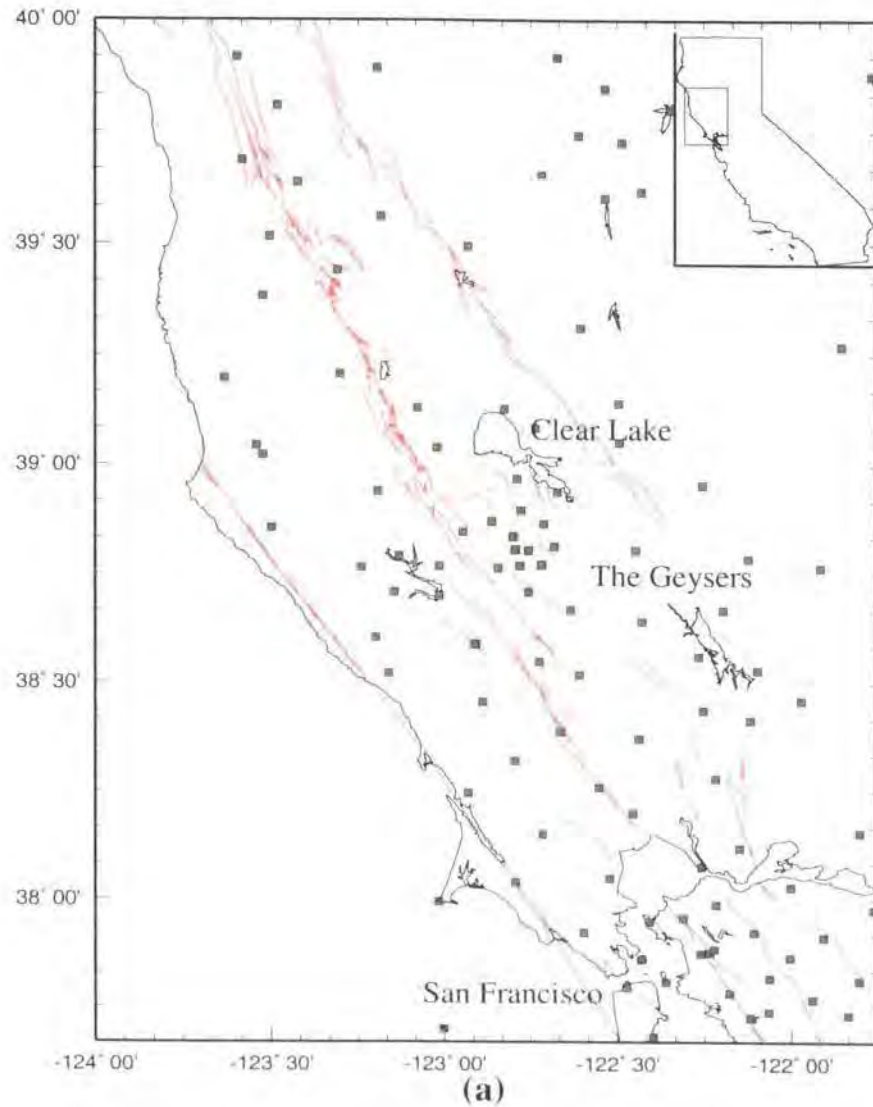 40° 00'
39° 30'
Clear Lake
39° 00'
The Geysers
38° 30'
38° 00'
San Francisco
-124° 00' -123° 30' -123° 00' -122° 30' -122° 00'
(a)